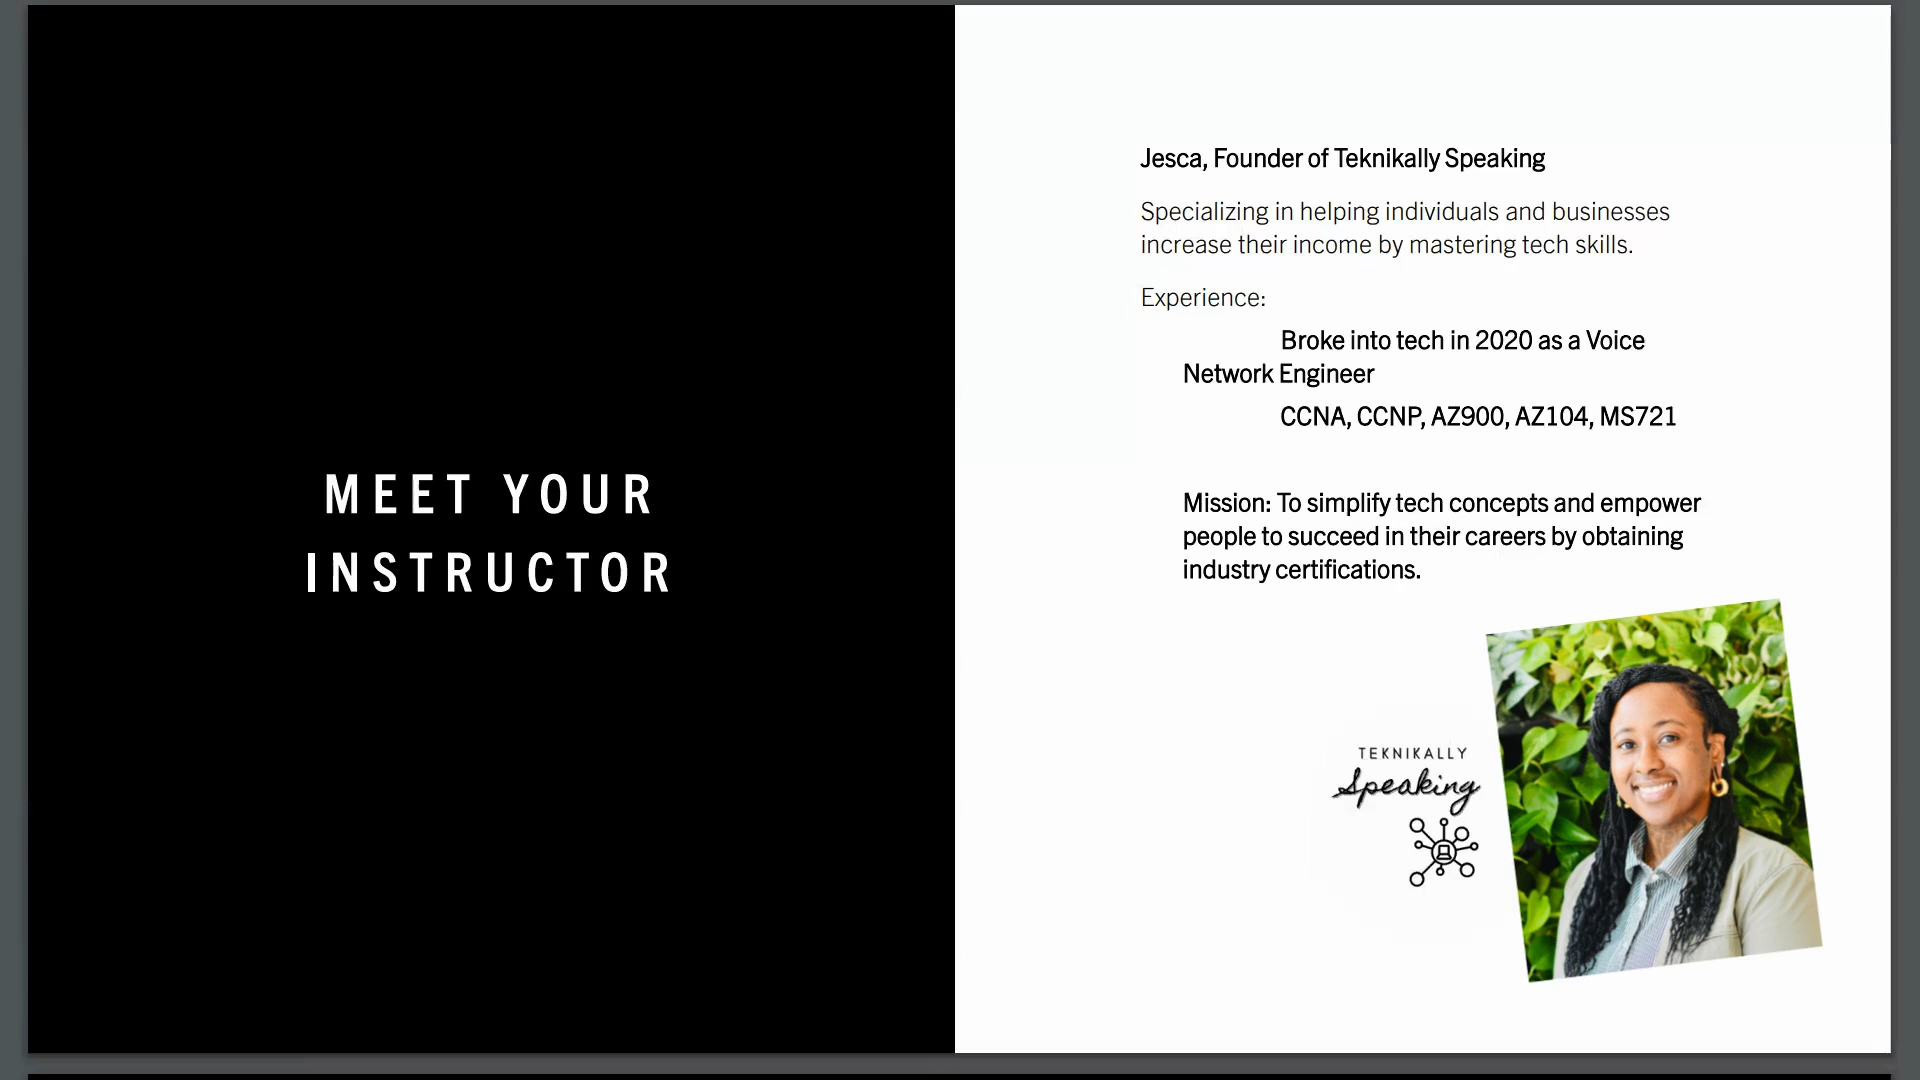 MEET YOUR
INSTRUCTOR
Jesca, Founder of Teknikally Speaking
Specializing in helping individuals and businesses
increase their income by mastering tech skills.
Experience:
Broke into tech in 2020 as a Voice
Network Engineer
CCNA, CCNP, AZ900, AZ104, MS721
Mission: To simplify tech concepts and empower
people to succeed in their careers by obtaining
industry certifications.
TEKNIKALLY
Speaking